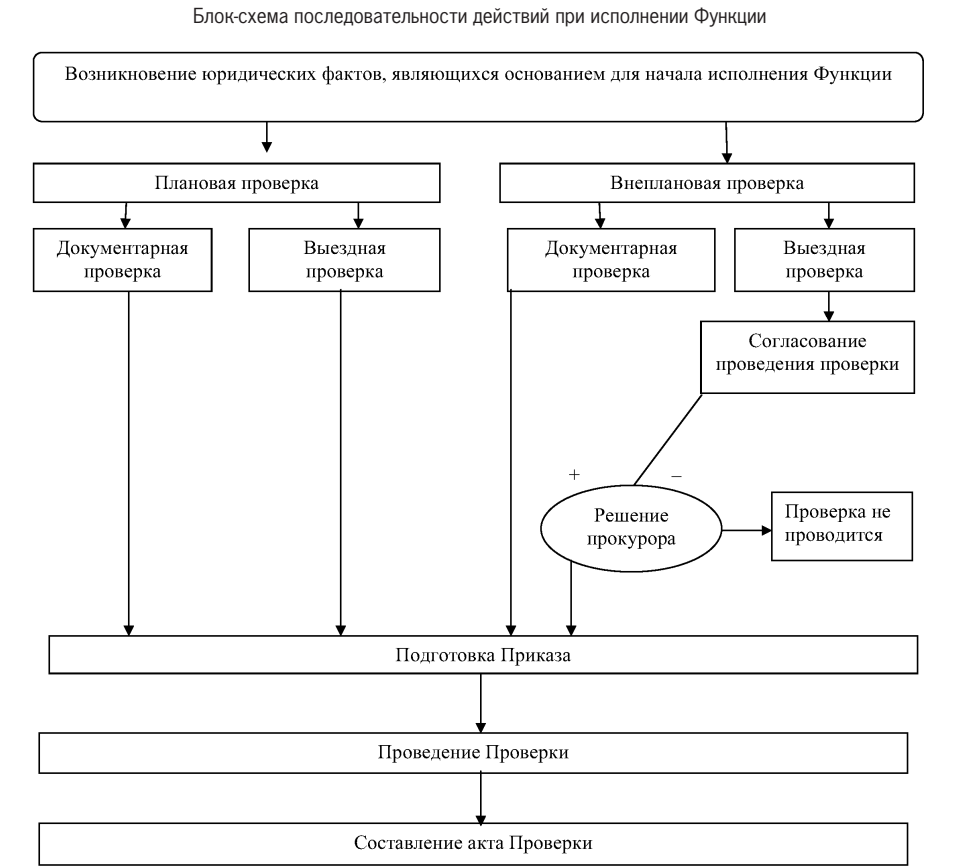 Блок-схема последовательности действий при исполнении Функции
Возникновение юридических фактов, являющихся основанием для начала исполнения Функции
Плановая проверка
Внеплановая проверка
Документарная
проверка
Выездная
проверка
Документарная
проверка
Выездная
проверка
Согласование
проведения проверки
+
–
Решение
прокурора
Проверка не
проводится
Подготовка Приказа
Проведение Проверки
Составление акта Проверки